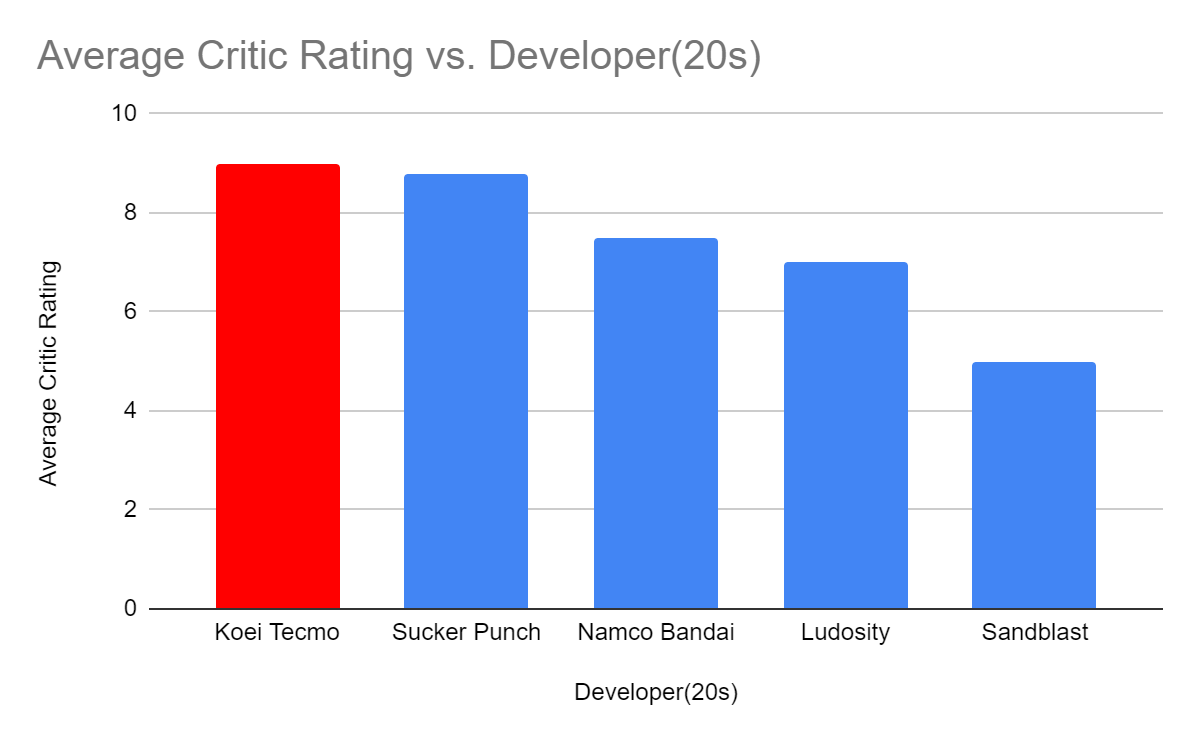 Average Critic Rating vs. Developer(20s)
10
8
6
4
2
0
Average Critic Rating
Koei Tecmo
Sucker Punch
Namco Bandai
Ludosity
Sandblast
Developer(20s)